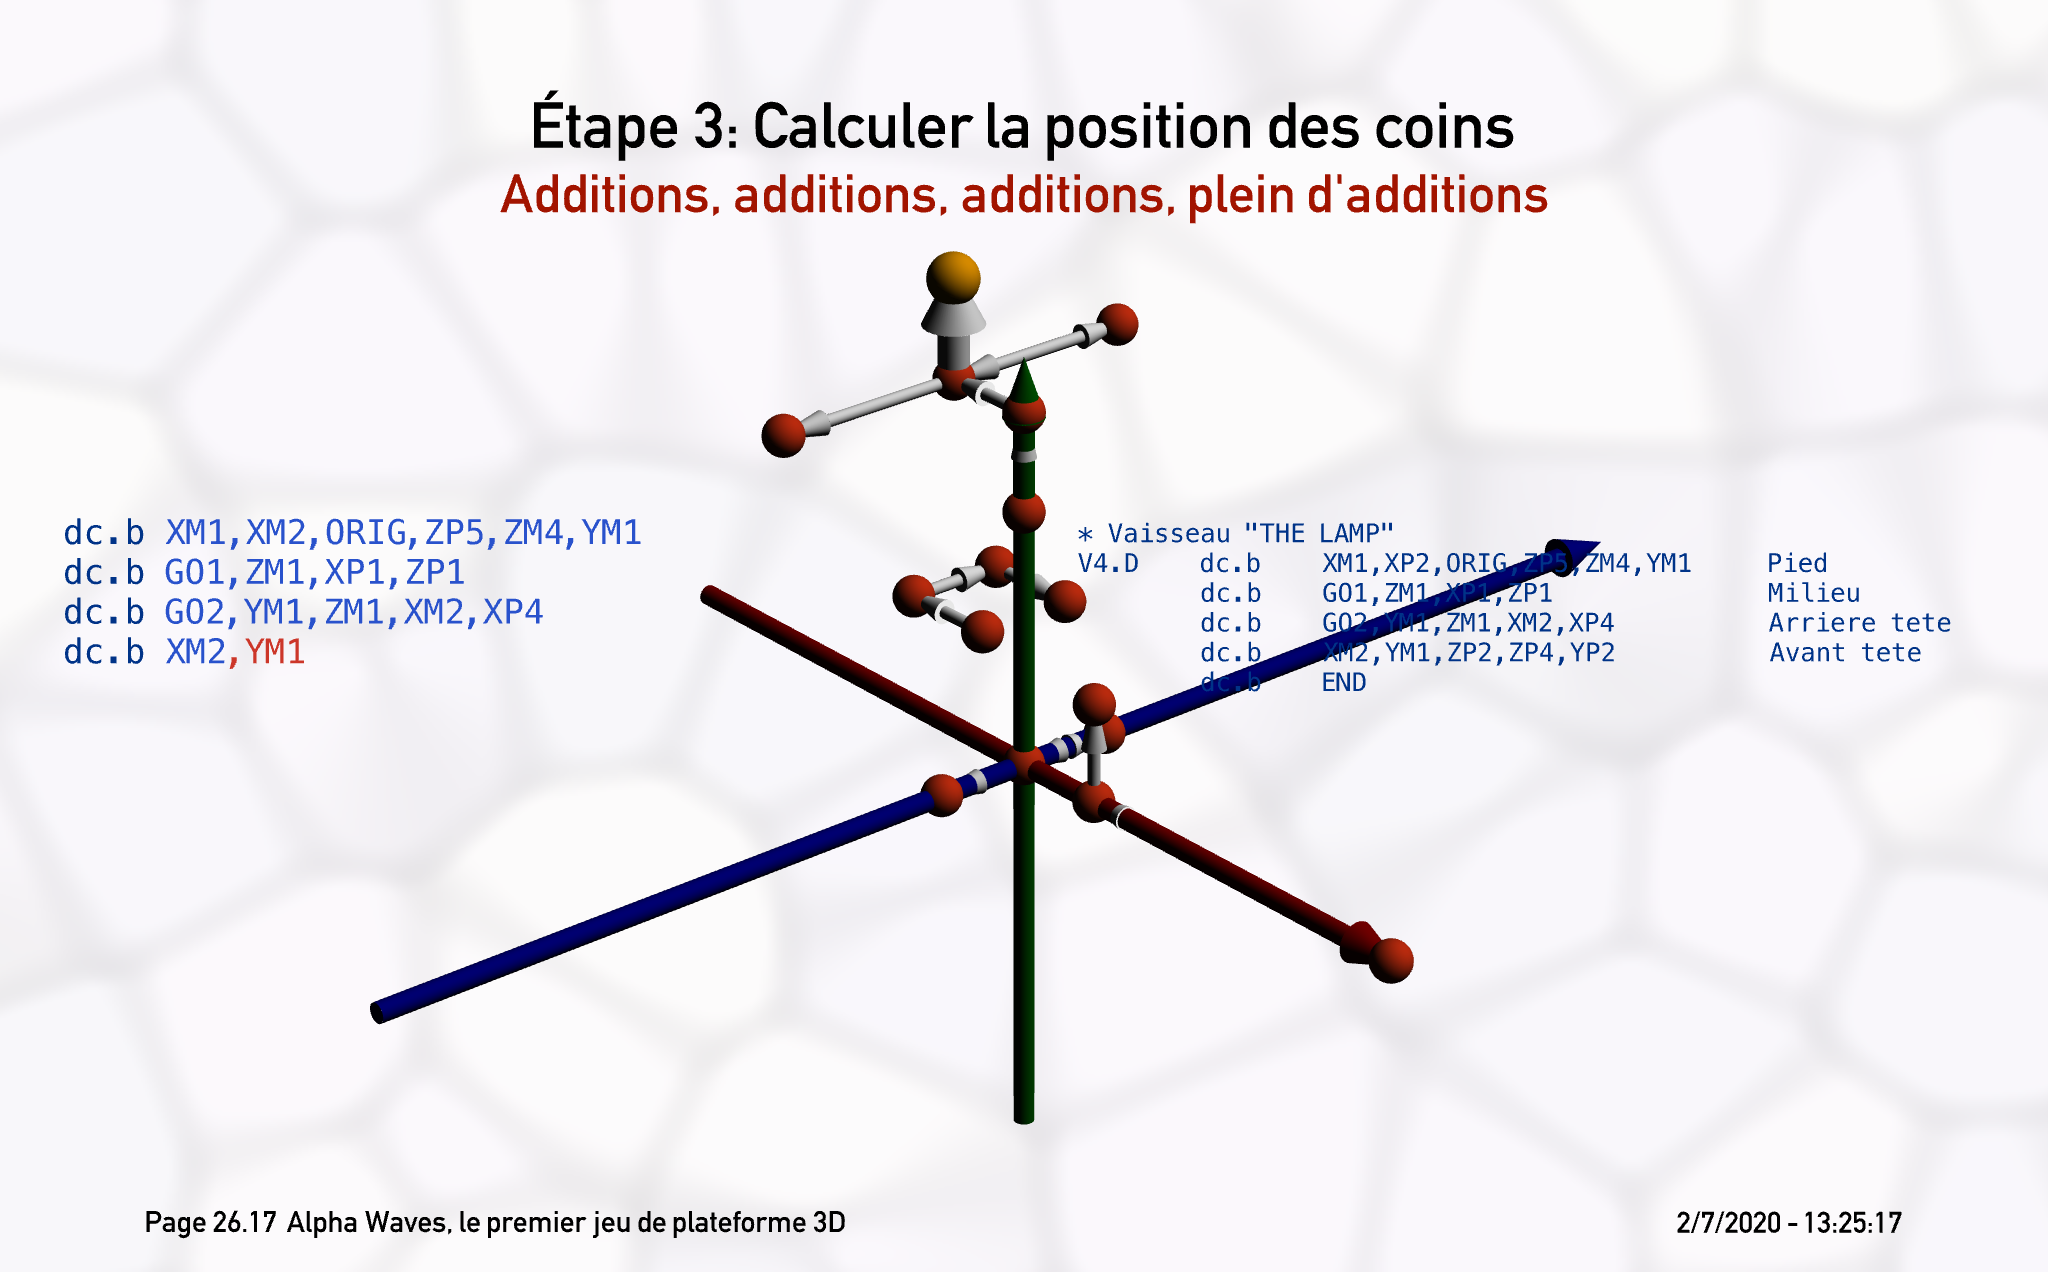 Étape 3: Calculer la position des coins
Additions, additions, additions, plein d'additions
dc.b XM1,XM2,ORIG,ZP5,ZM4,YM1
dc.b GO1,ZM1,XP1,ZP1
dc.b GO2,YM1,ZM1,XM2,XP4
dc.b XM2,YM1
* Vaisseau "THE LAMP"
V4.D dc.b XM1,XP2,ORIG,ZP5,ZM4,YM1 Pied
dc.b GO1,ZM1,XP1,ZP1 Milieu
dc.b GO2,YM1,ZM1,XM2,XP4 Arriere tete
dc.b XM2,YM1,ZP2,ZP4,YP2 Avant tete
dc.b END
Page 26.17 Alpha Waves, le premier jeu de plateforme 3D
2/7/2020 - 13:25:17